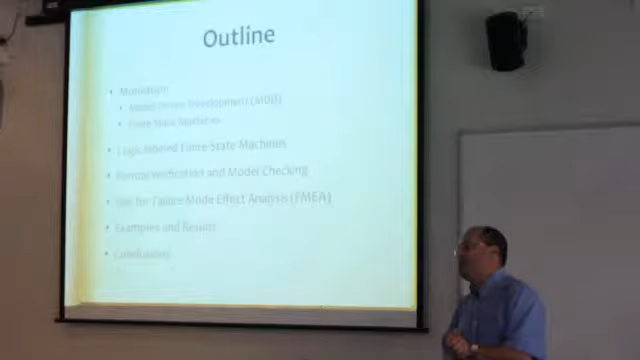 Outline
Motivation
Model Driven Development (MDD)
Finite State Machines
Logic-labeled Finite State Machines
Formal Verification and Model Checking
Use for Failure Mode Effect Analysis (FMEA)
Examples and Results
Conclusions